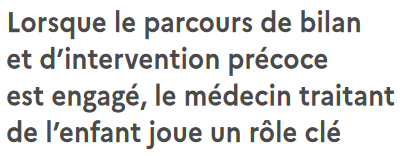 Lorsque le parcours de bilan
et d’intervention précoce
est engagé, le médecin traitant
de l’enfant joue un rôle clé